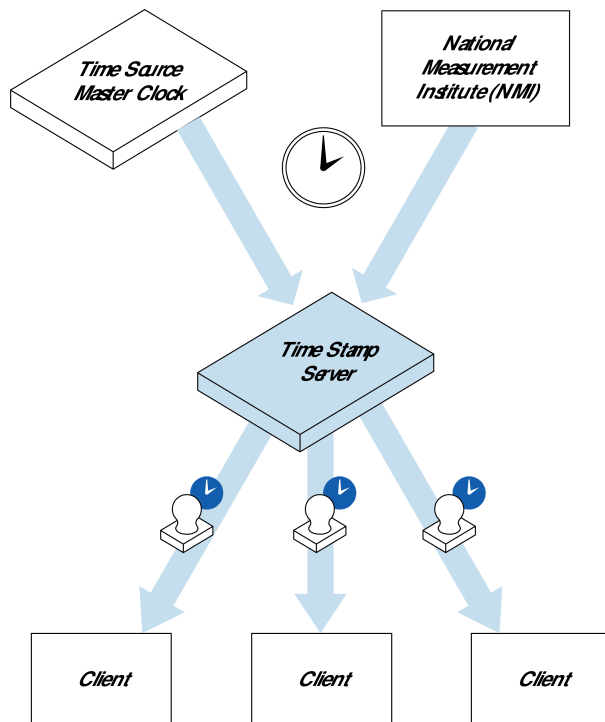 Time Source
Master Clock
National
Measurement
Institute (NMI)
Time Stamp
Server
Client
Client
Client